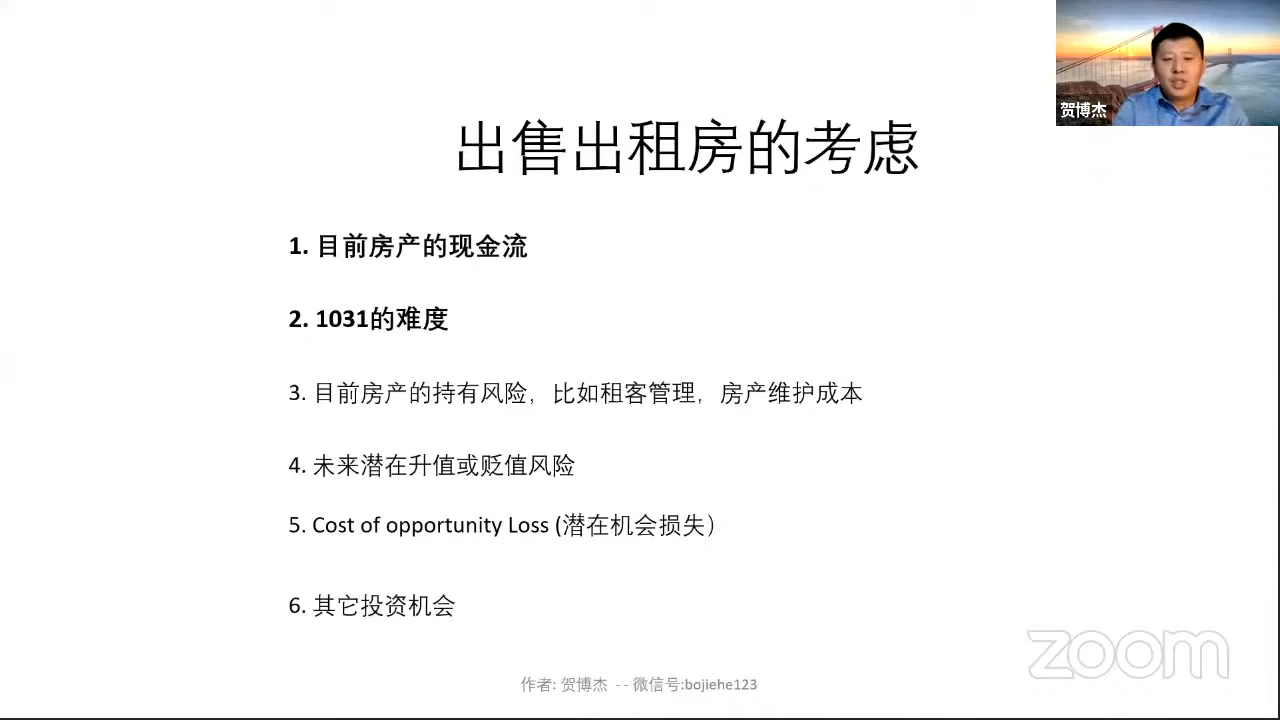 贺博杰
出售出租房的考虑
1. 目前房产的现金流
2. 1031的难度
3. 目前房产的持有风险，比如租客管理，房产维护成本
4. 未来潜在升值或贬值风险
5. Cost of opportunity Loss (潜在机会损失）
6. 其它投资机会
作者: 贺博杰 -- 微信号:bojiehe123
zoom